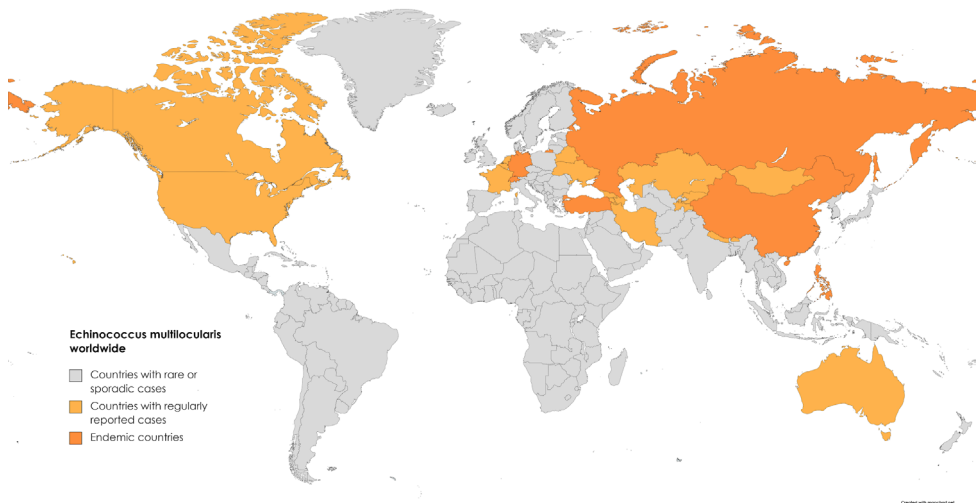 Echinococcus multilocularis
worldwide
Countries with rare or
sporadic cases
Countries with regularly
reported cases
Endemic countries